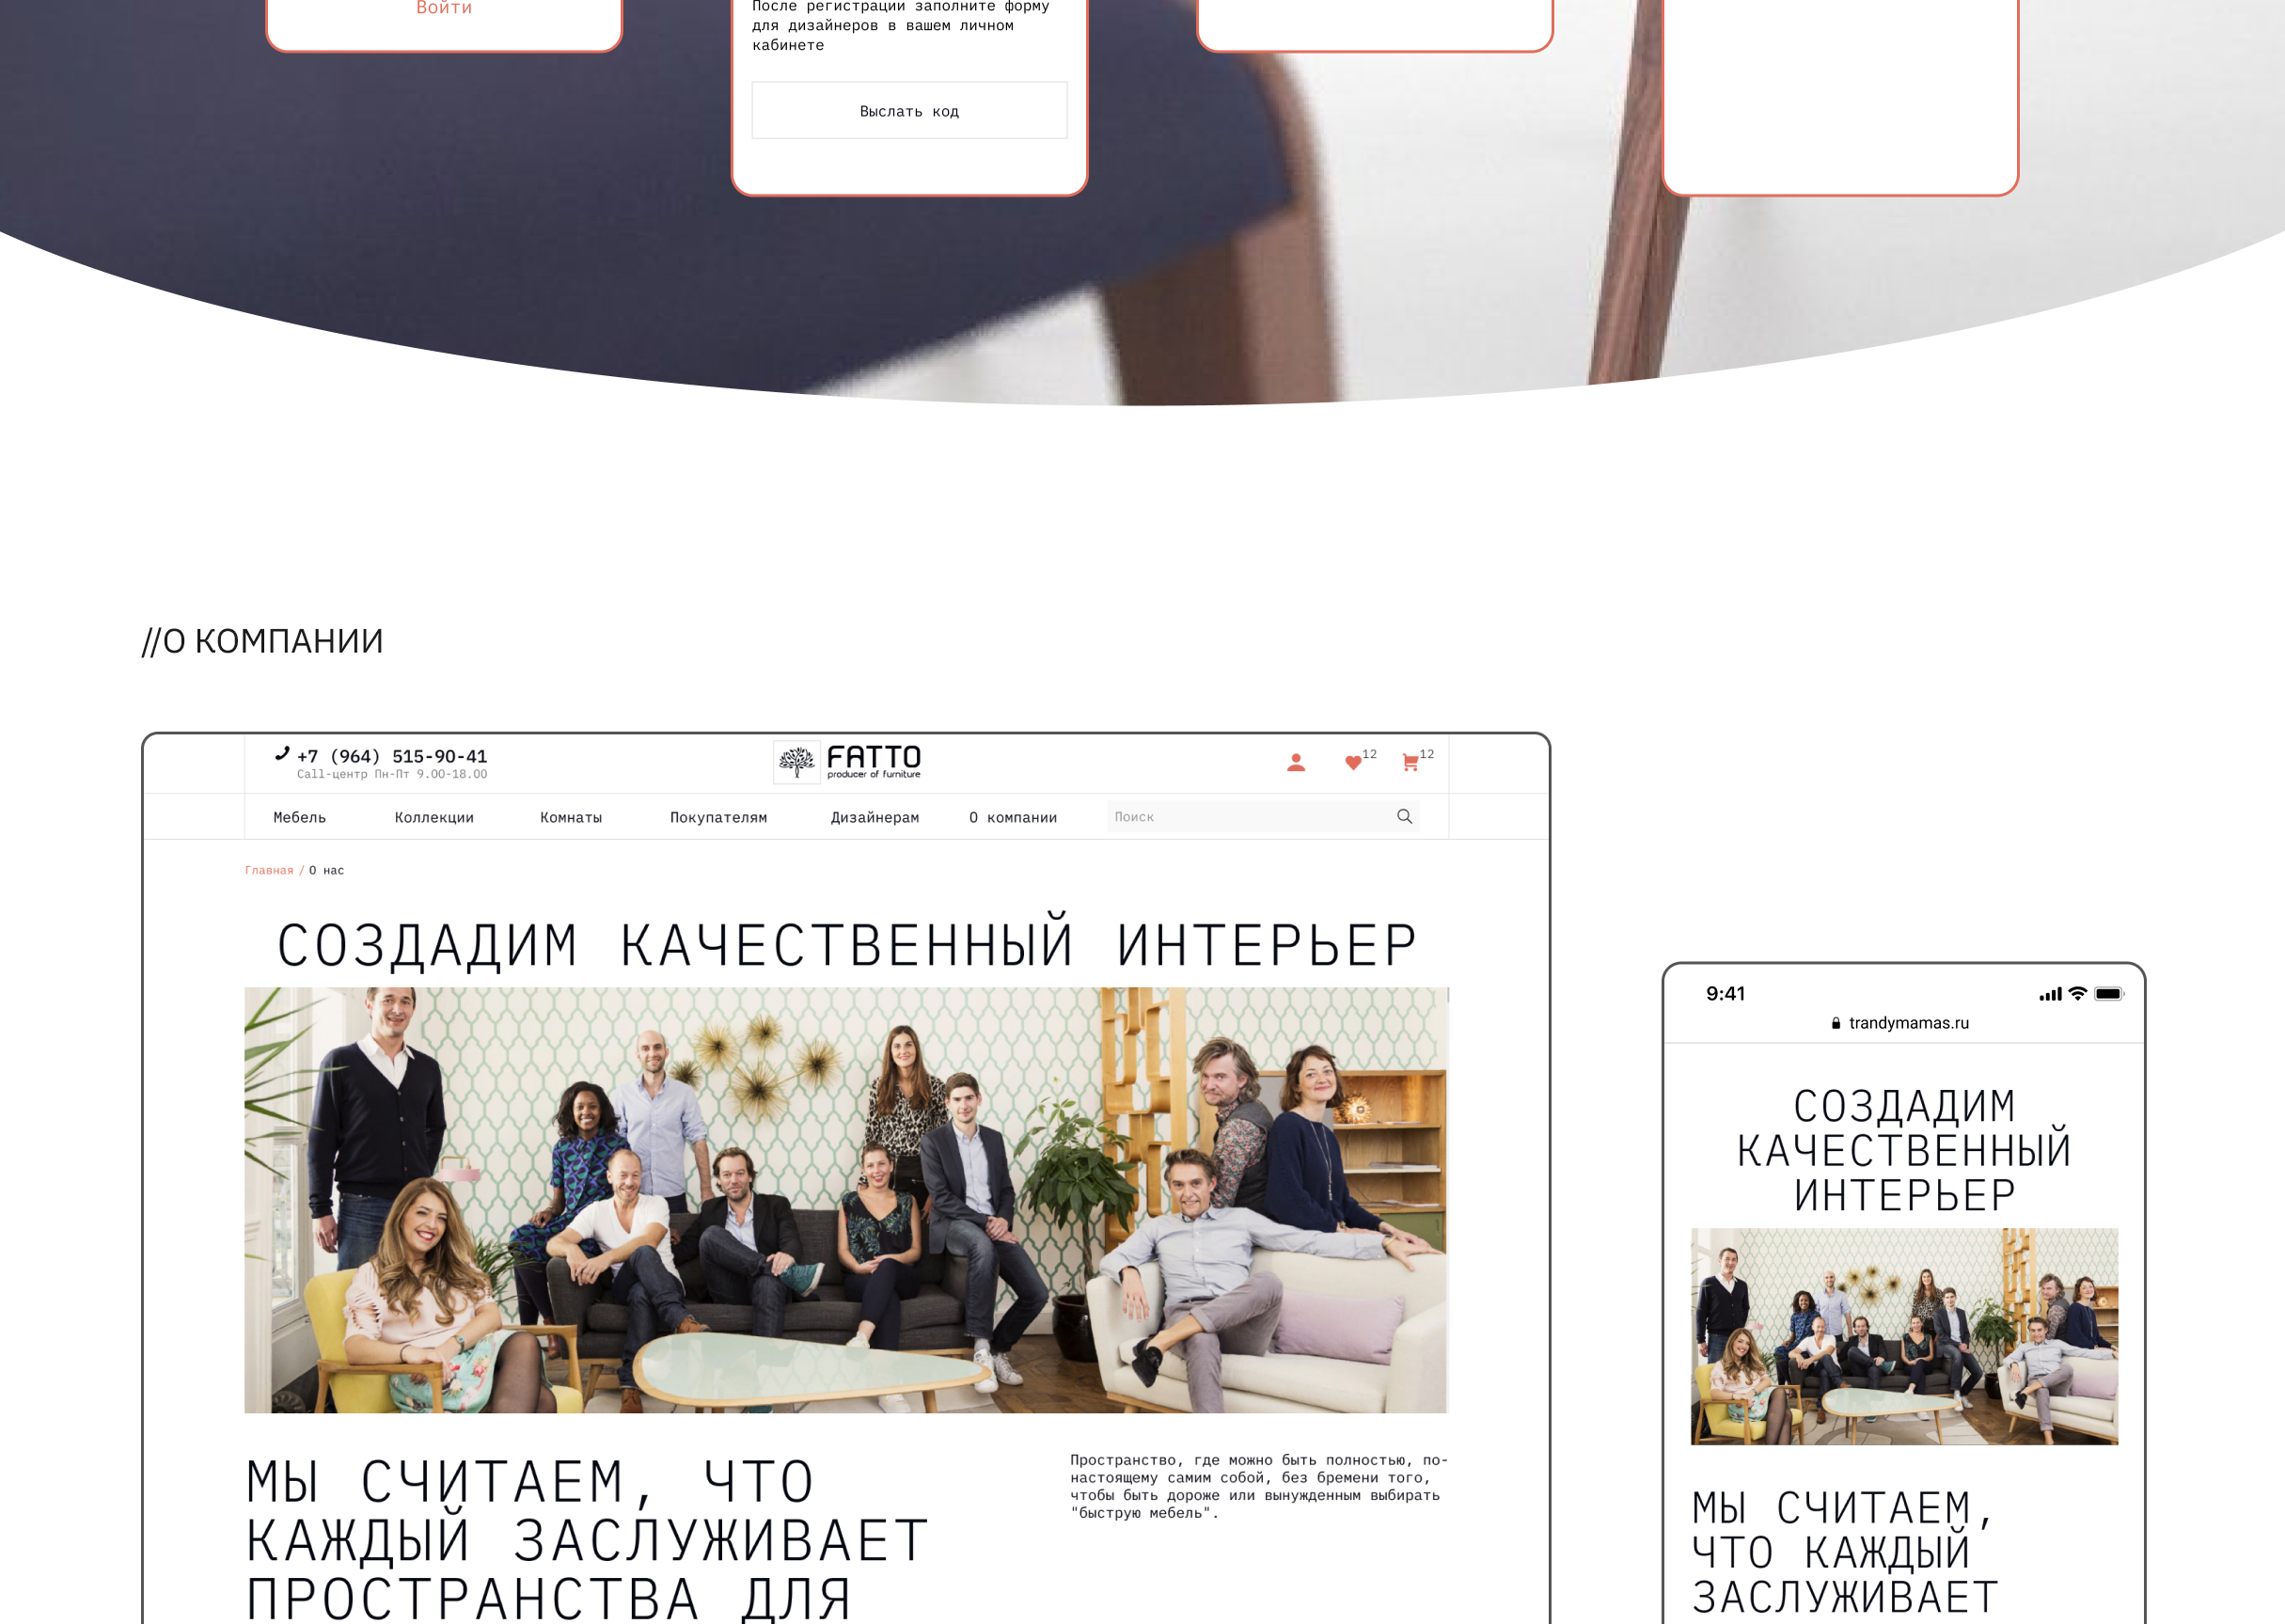 Войти
После регистрации заполните форму
для дизайнеров в вашем личном
кабинете
Выслать код
//О КОМПАНИИ
+7 (964) 515-90-41
Call-центр Пн-Пт 9.00-18.00
FATTO
producer of furniture
12
12
Мебель Коллекции Комнаты Покупателям Дизайнерам О компании Поиск
Главная / О нас
СОЗДАДИМ КАЧЕСТВЕННЫЙ ИНТЕРЬЕР
МЫ СЧИТАЕМ, ЧТО
КАЖДЫЙ ЗАСЛУЖИВАЕТ
ПРОСТРАНСТВА ДЛЯ
Пространство, где можно быть полностью, по-
настоящему самим собой, без бремени того,
чтобы быть дороже или вынужденным выбирать
"быструю мебель".
9:41
trandymamas.ru
СОЗДАДИМ
КАЧЕСТВЕННЫЙ
ИНТЕРЬЕР
МЫ СЧИТАЕМ,
ЧТО КАЖДЫЙ
ЗАСЛУЖИВАЕТ